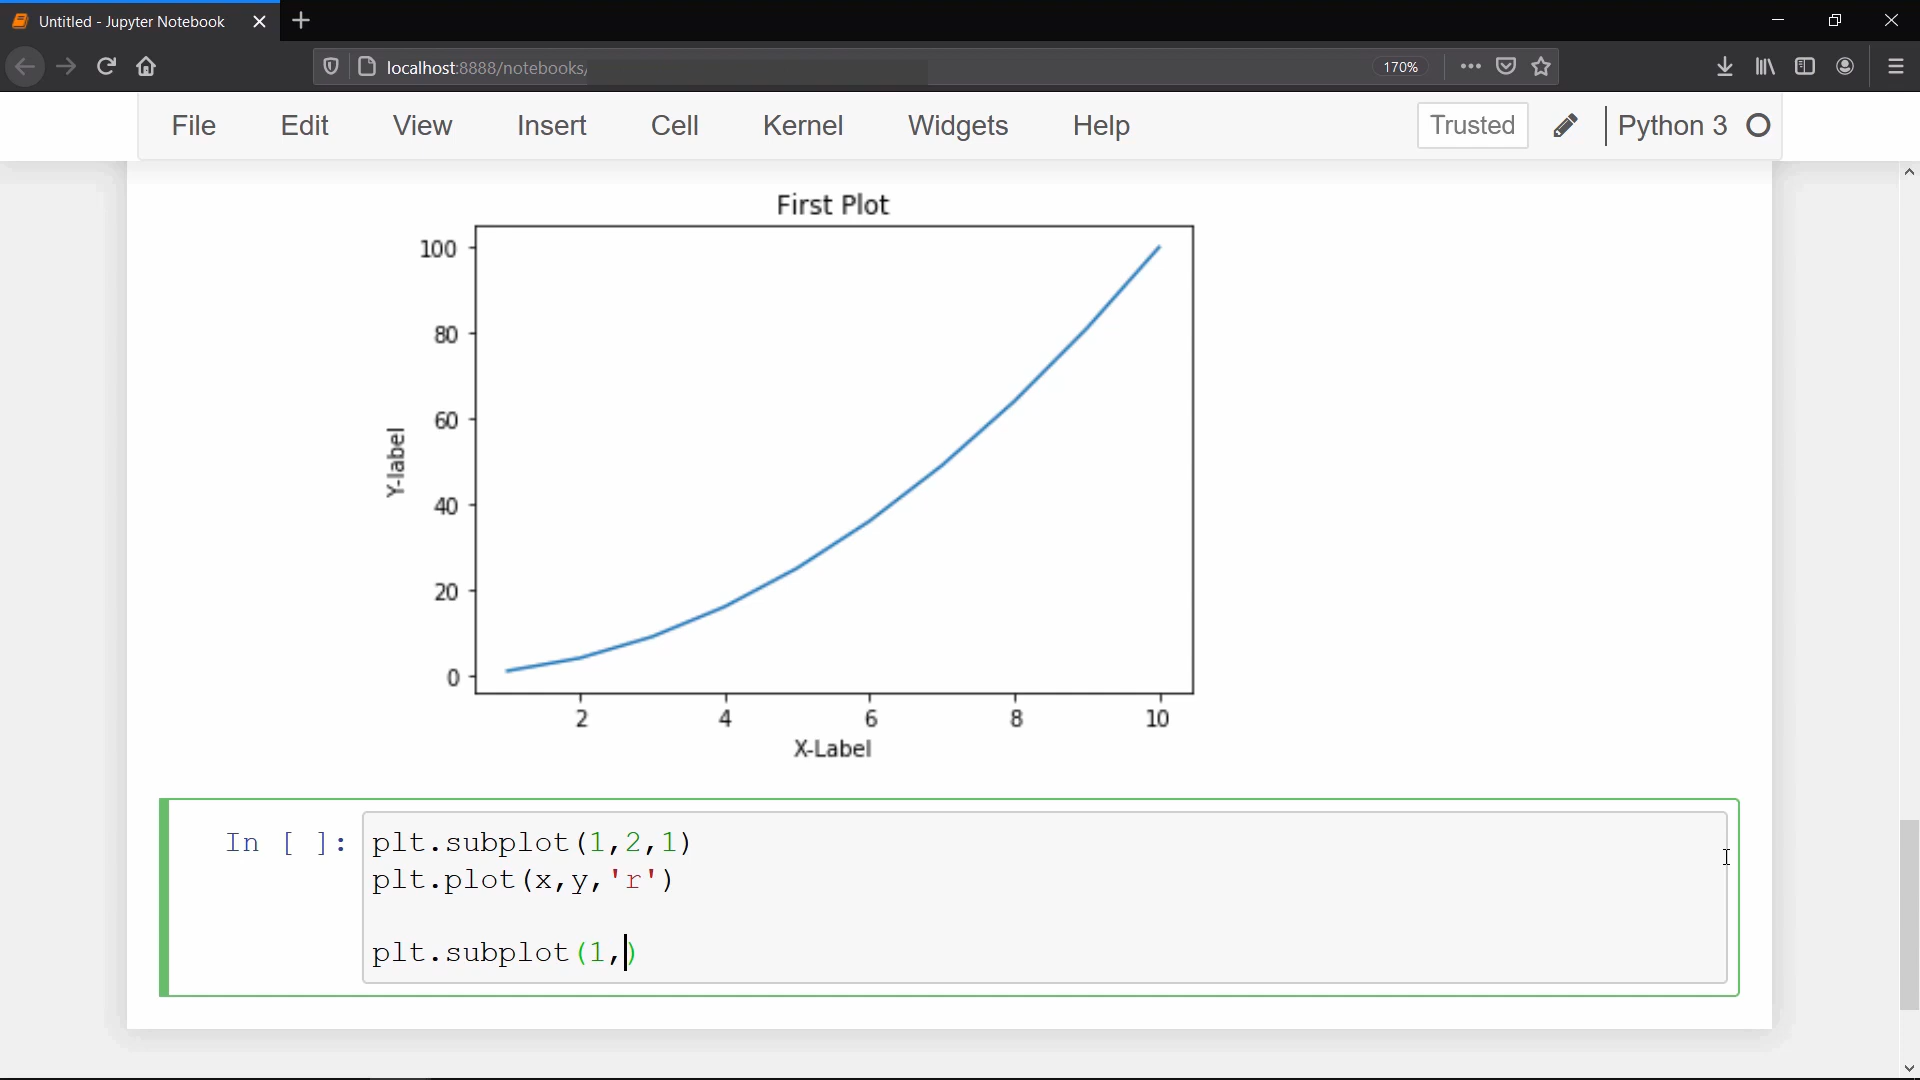 Untitled - Jupyter Notebook
localhost:8888/notebooks/
170%
File Edit View Insert Cell Kernel Widgets Help
Trusted
Python 3
First Plot
100
80
60
40
20
0
Y-label
2 4 6 8 10
X-Label
In [ ]:
plt.subplot(1,2,1)
plt.plot(x,y,'r')
plt.subplot(1,)